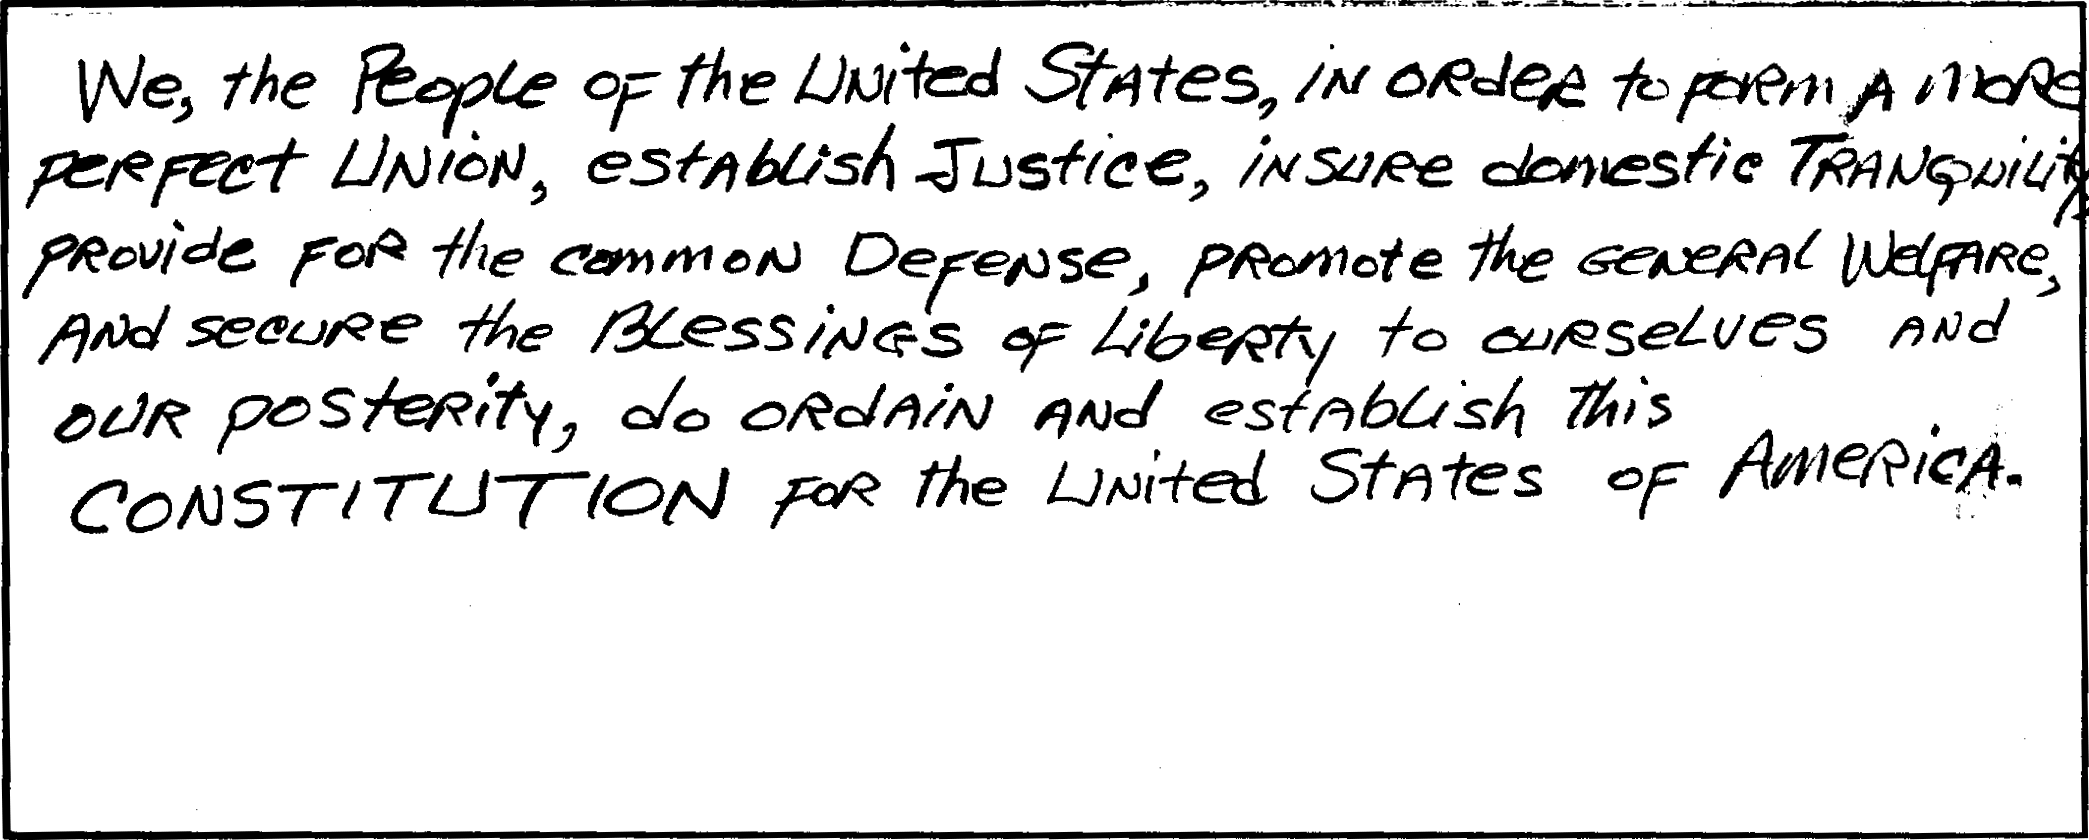 We, the People of the United States, in order to form a more
perfect Union, establish Justice, insure domestic Tranquility,
provide for the common Defense, promote the general Welfare,
and secure the Blessings of Liberty to ourselves and
our posterity, do ordain and establish this
CONSTITUTION for the United States of America.